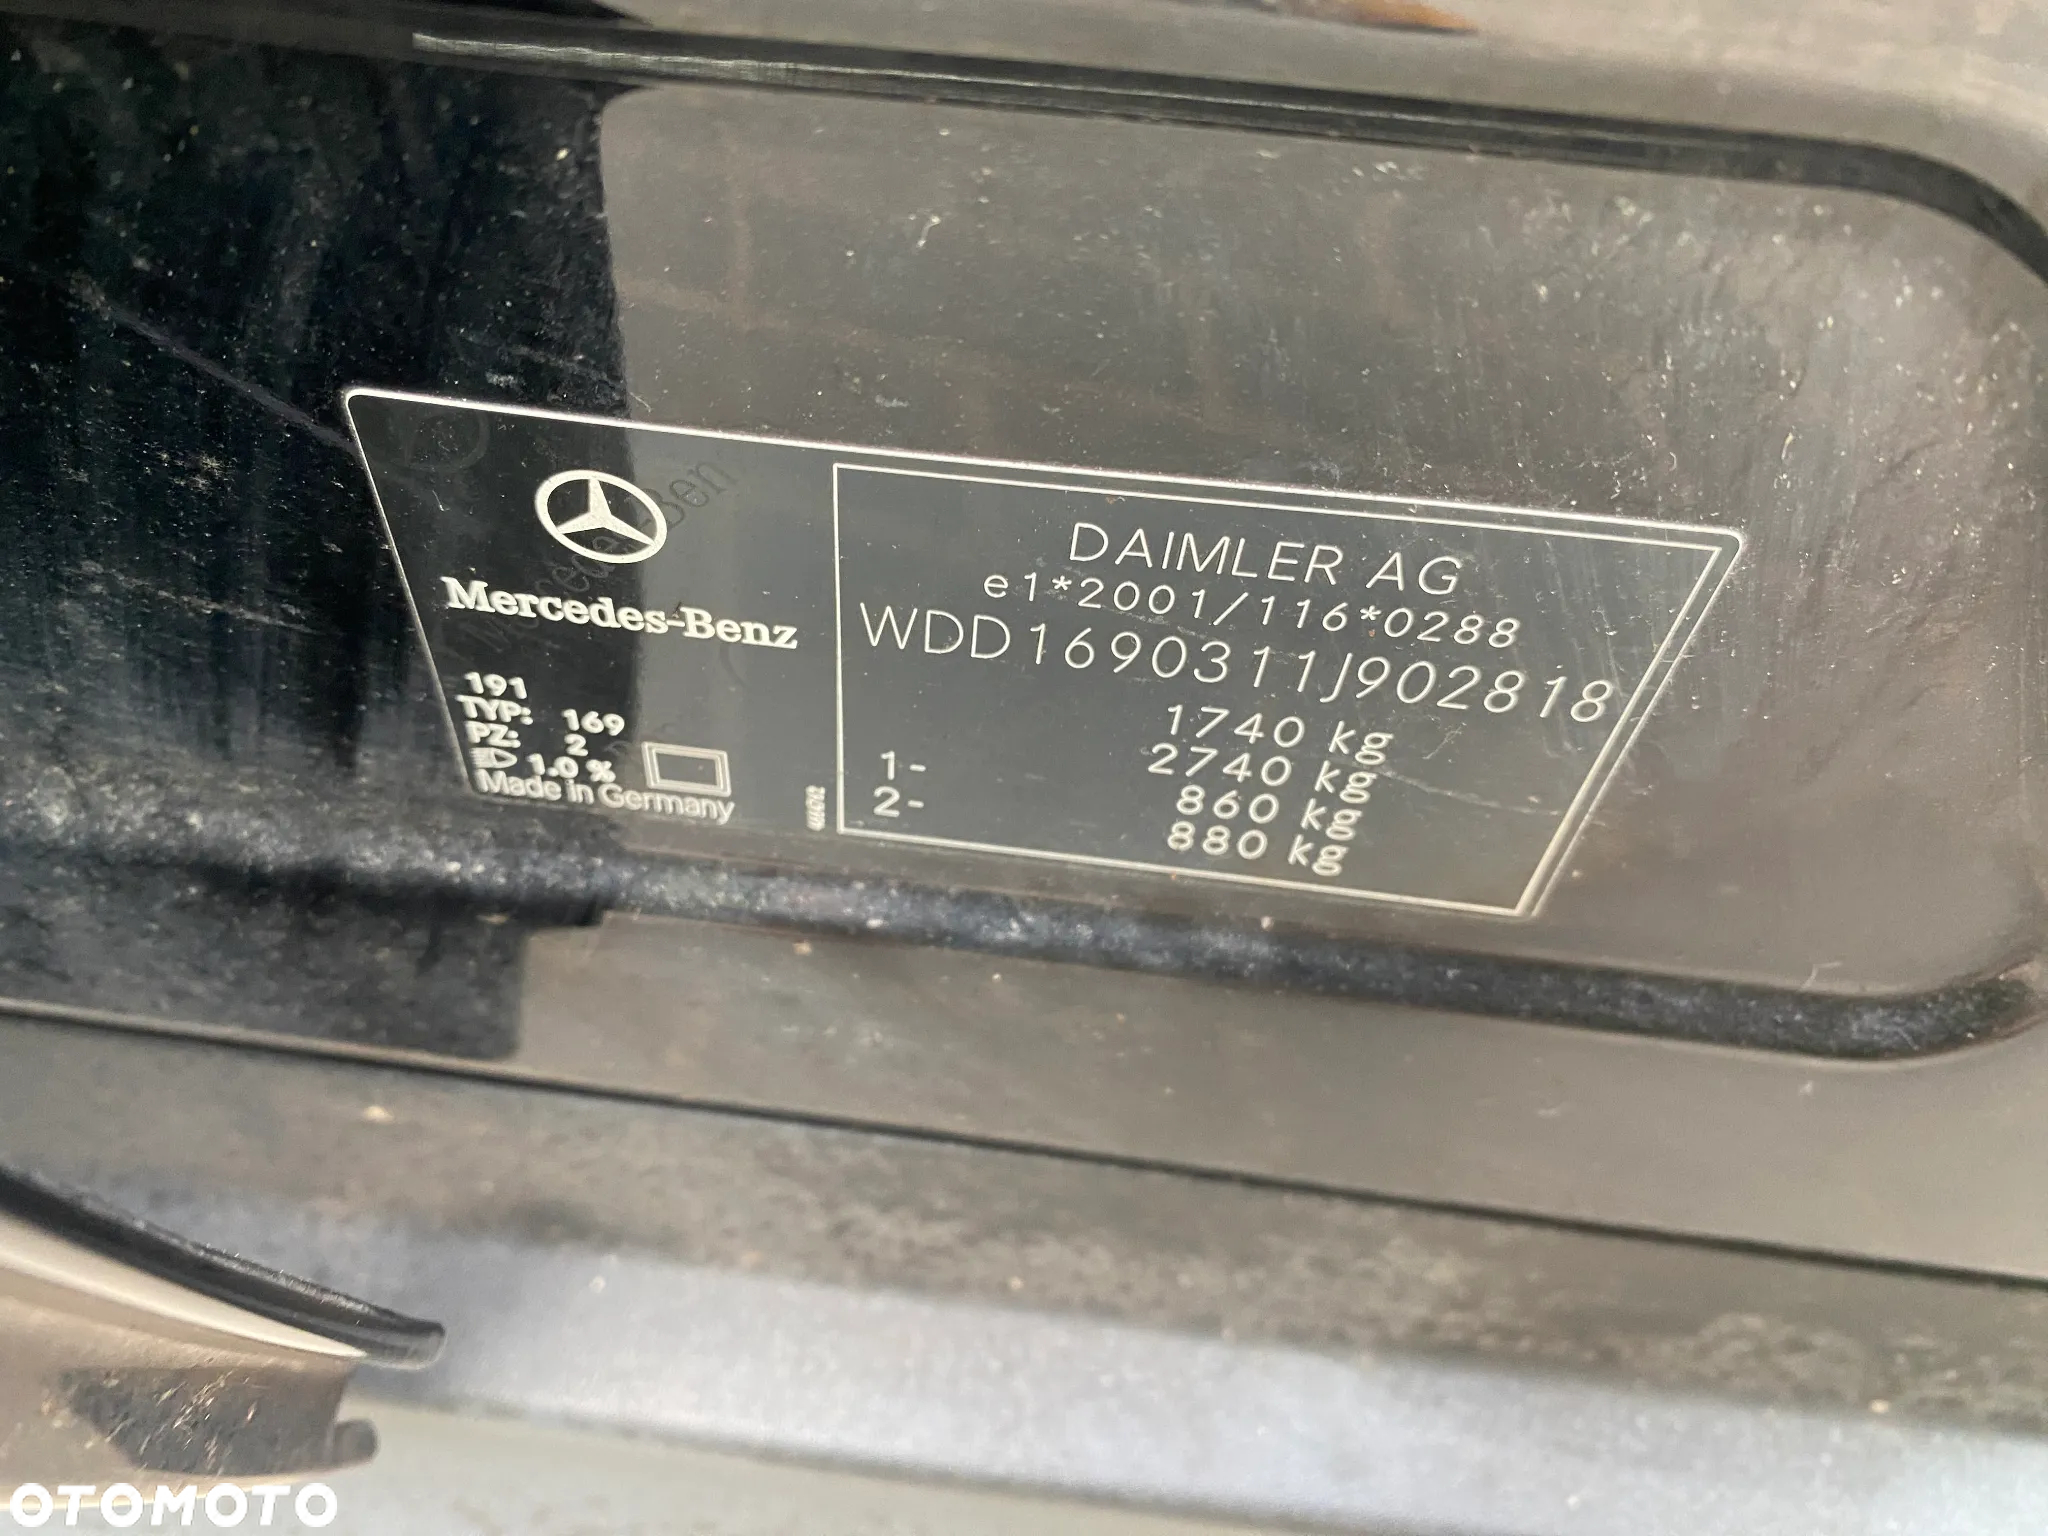 Mercedes-Benz
191
TYP: 169
PZ: 2
1.0 %
Made in Germany
DAIMLER AG
e1*2001/116*0288
WDD1690311J902818
1740 kg
2740 kg
1- 860 kg
2- 880 kg
OTOMOTO